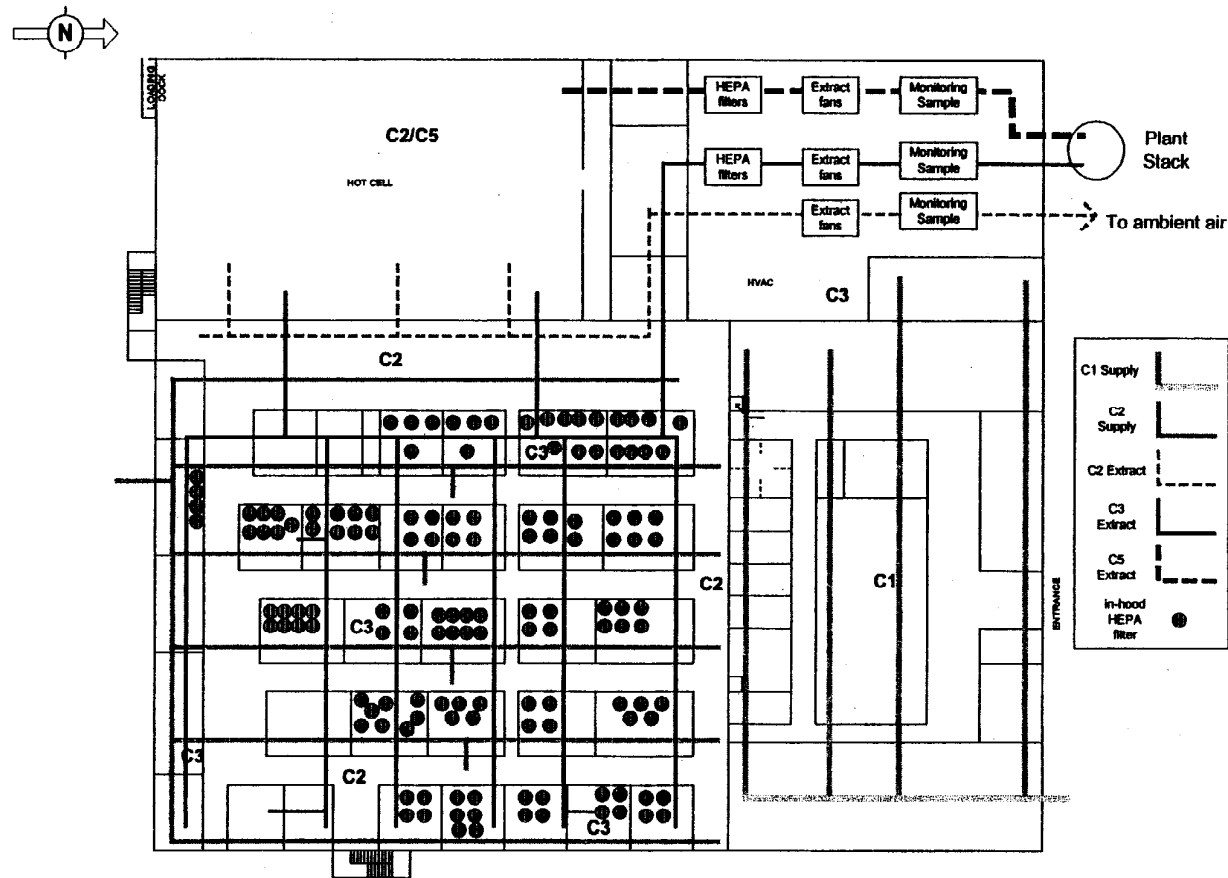 N
LOADING
DOCK
HEPA
filters
Extract
fans
Monitoring
Sample
C2/C5
HOT CELL
HEPA
filters
Extract
fans
Monitoring
Sample
Plant
Stack
Extract
fans
Monitoring
Sample
To ambient air
HVAC
C3
C2
C1 Supply
C2
Supply
C2 Extract
C3
Extract
C5
Extract
in-hood
HEPA
filter
C3
C2
C1
ENTRANCE
C3
C3
C2
C3